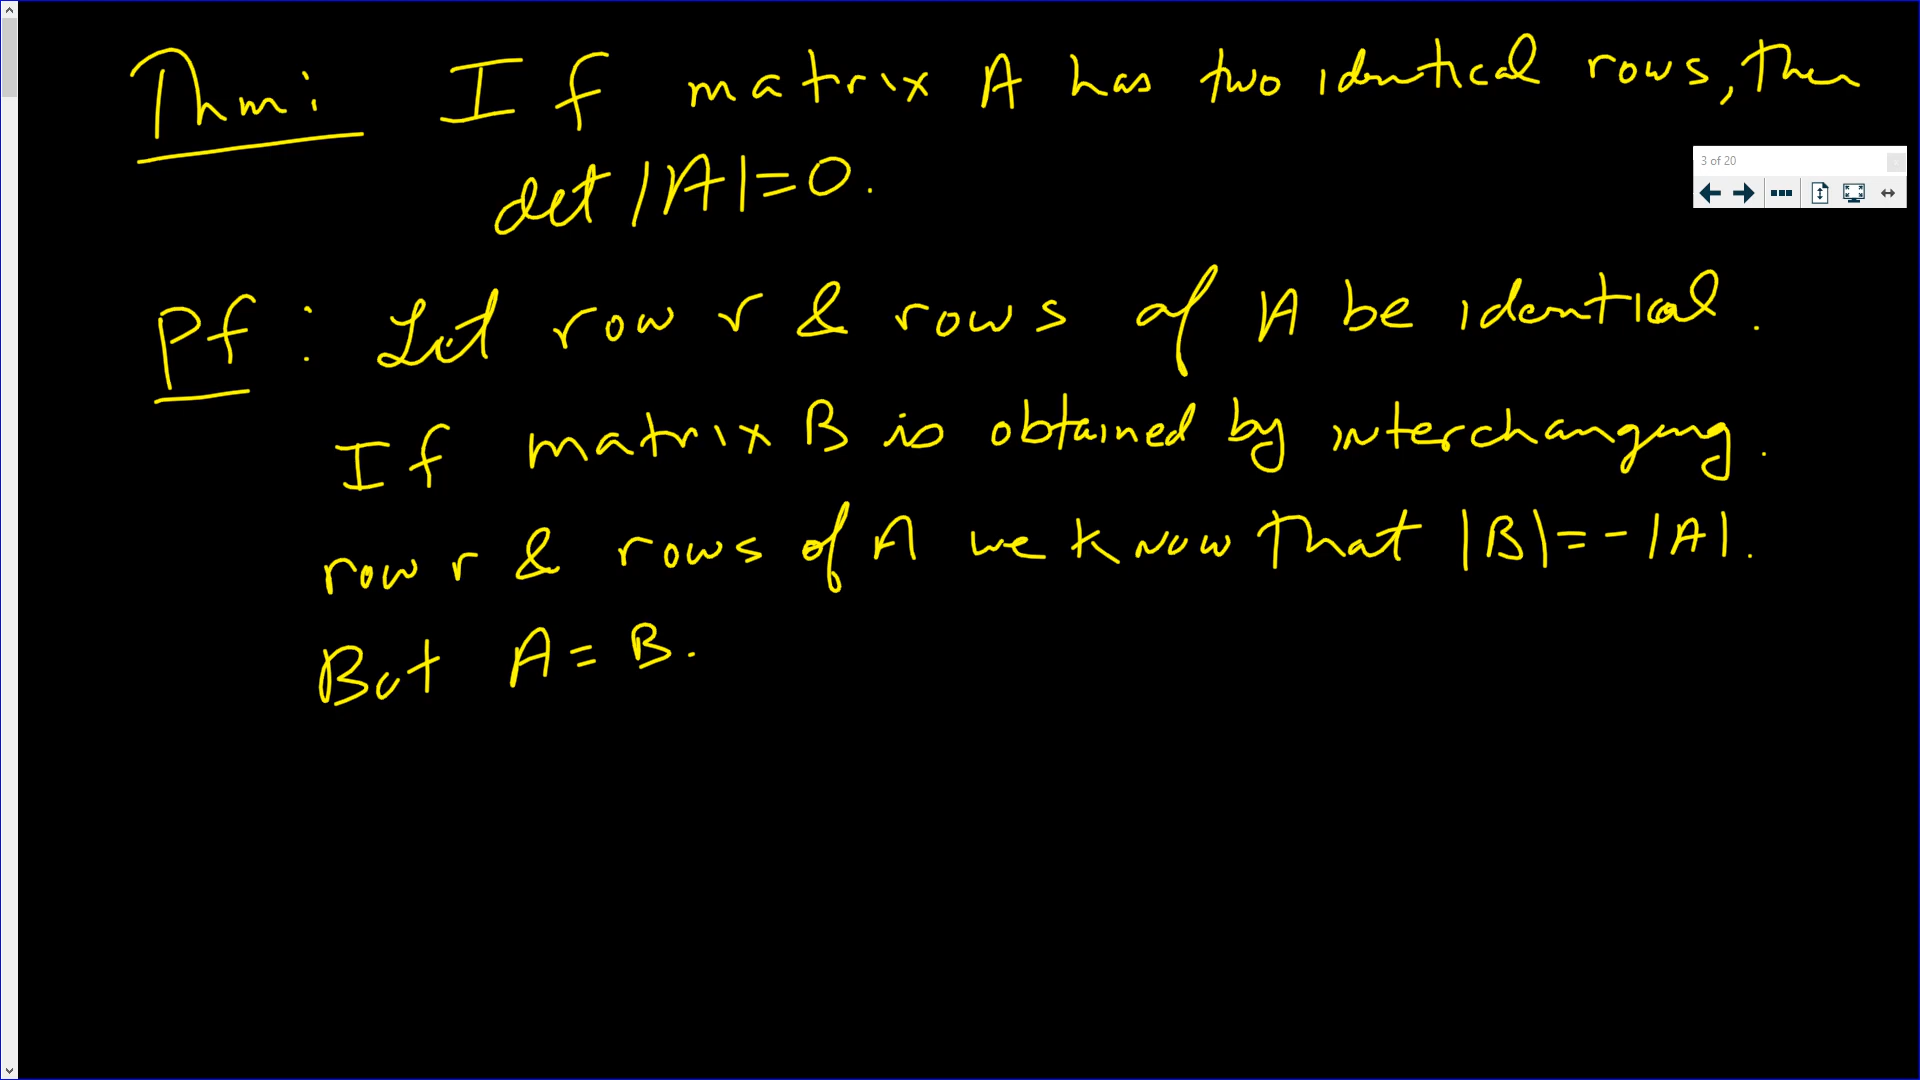 Thm: If matrix A has two identical rows, then
det |A| = 0.
3 of 20
Pf: Let row r & row s of A be identical.
If matrix B is obtained by interchanging
row r & row s of A we know that |B| = -|A|.
But A = B.